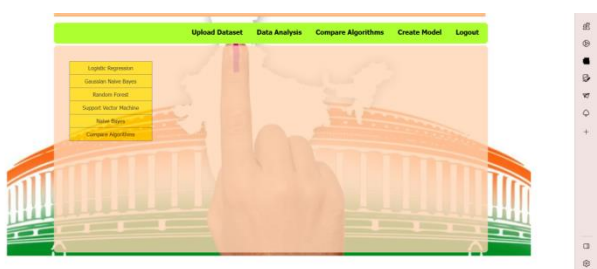 Upload Dataset Data Analysis Compare Algorithms Create Model Logout
Logistic Regression
Gaussian Naive Bayes
Random Forest
Support Vector Machine
Naive Bayes
Compare Algorithms